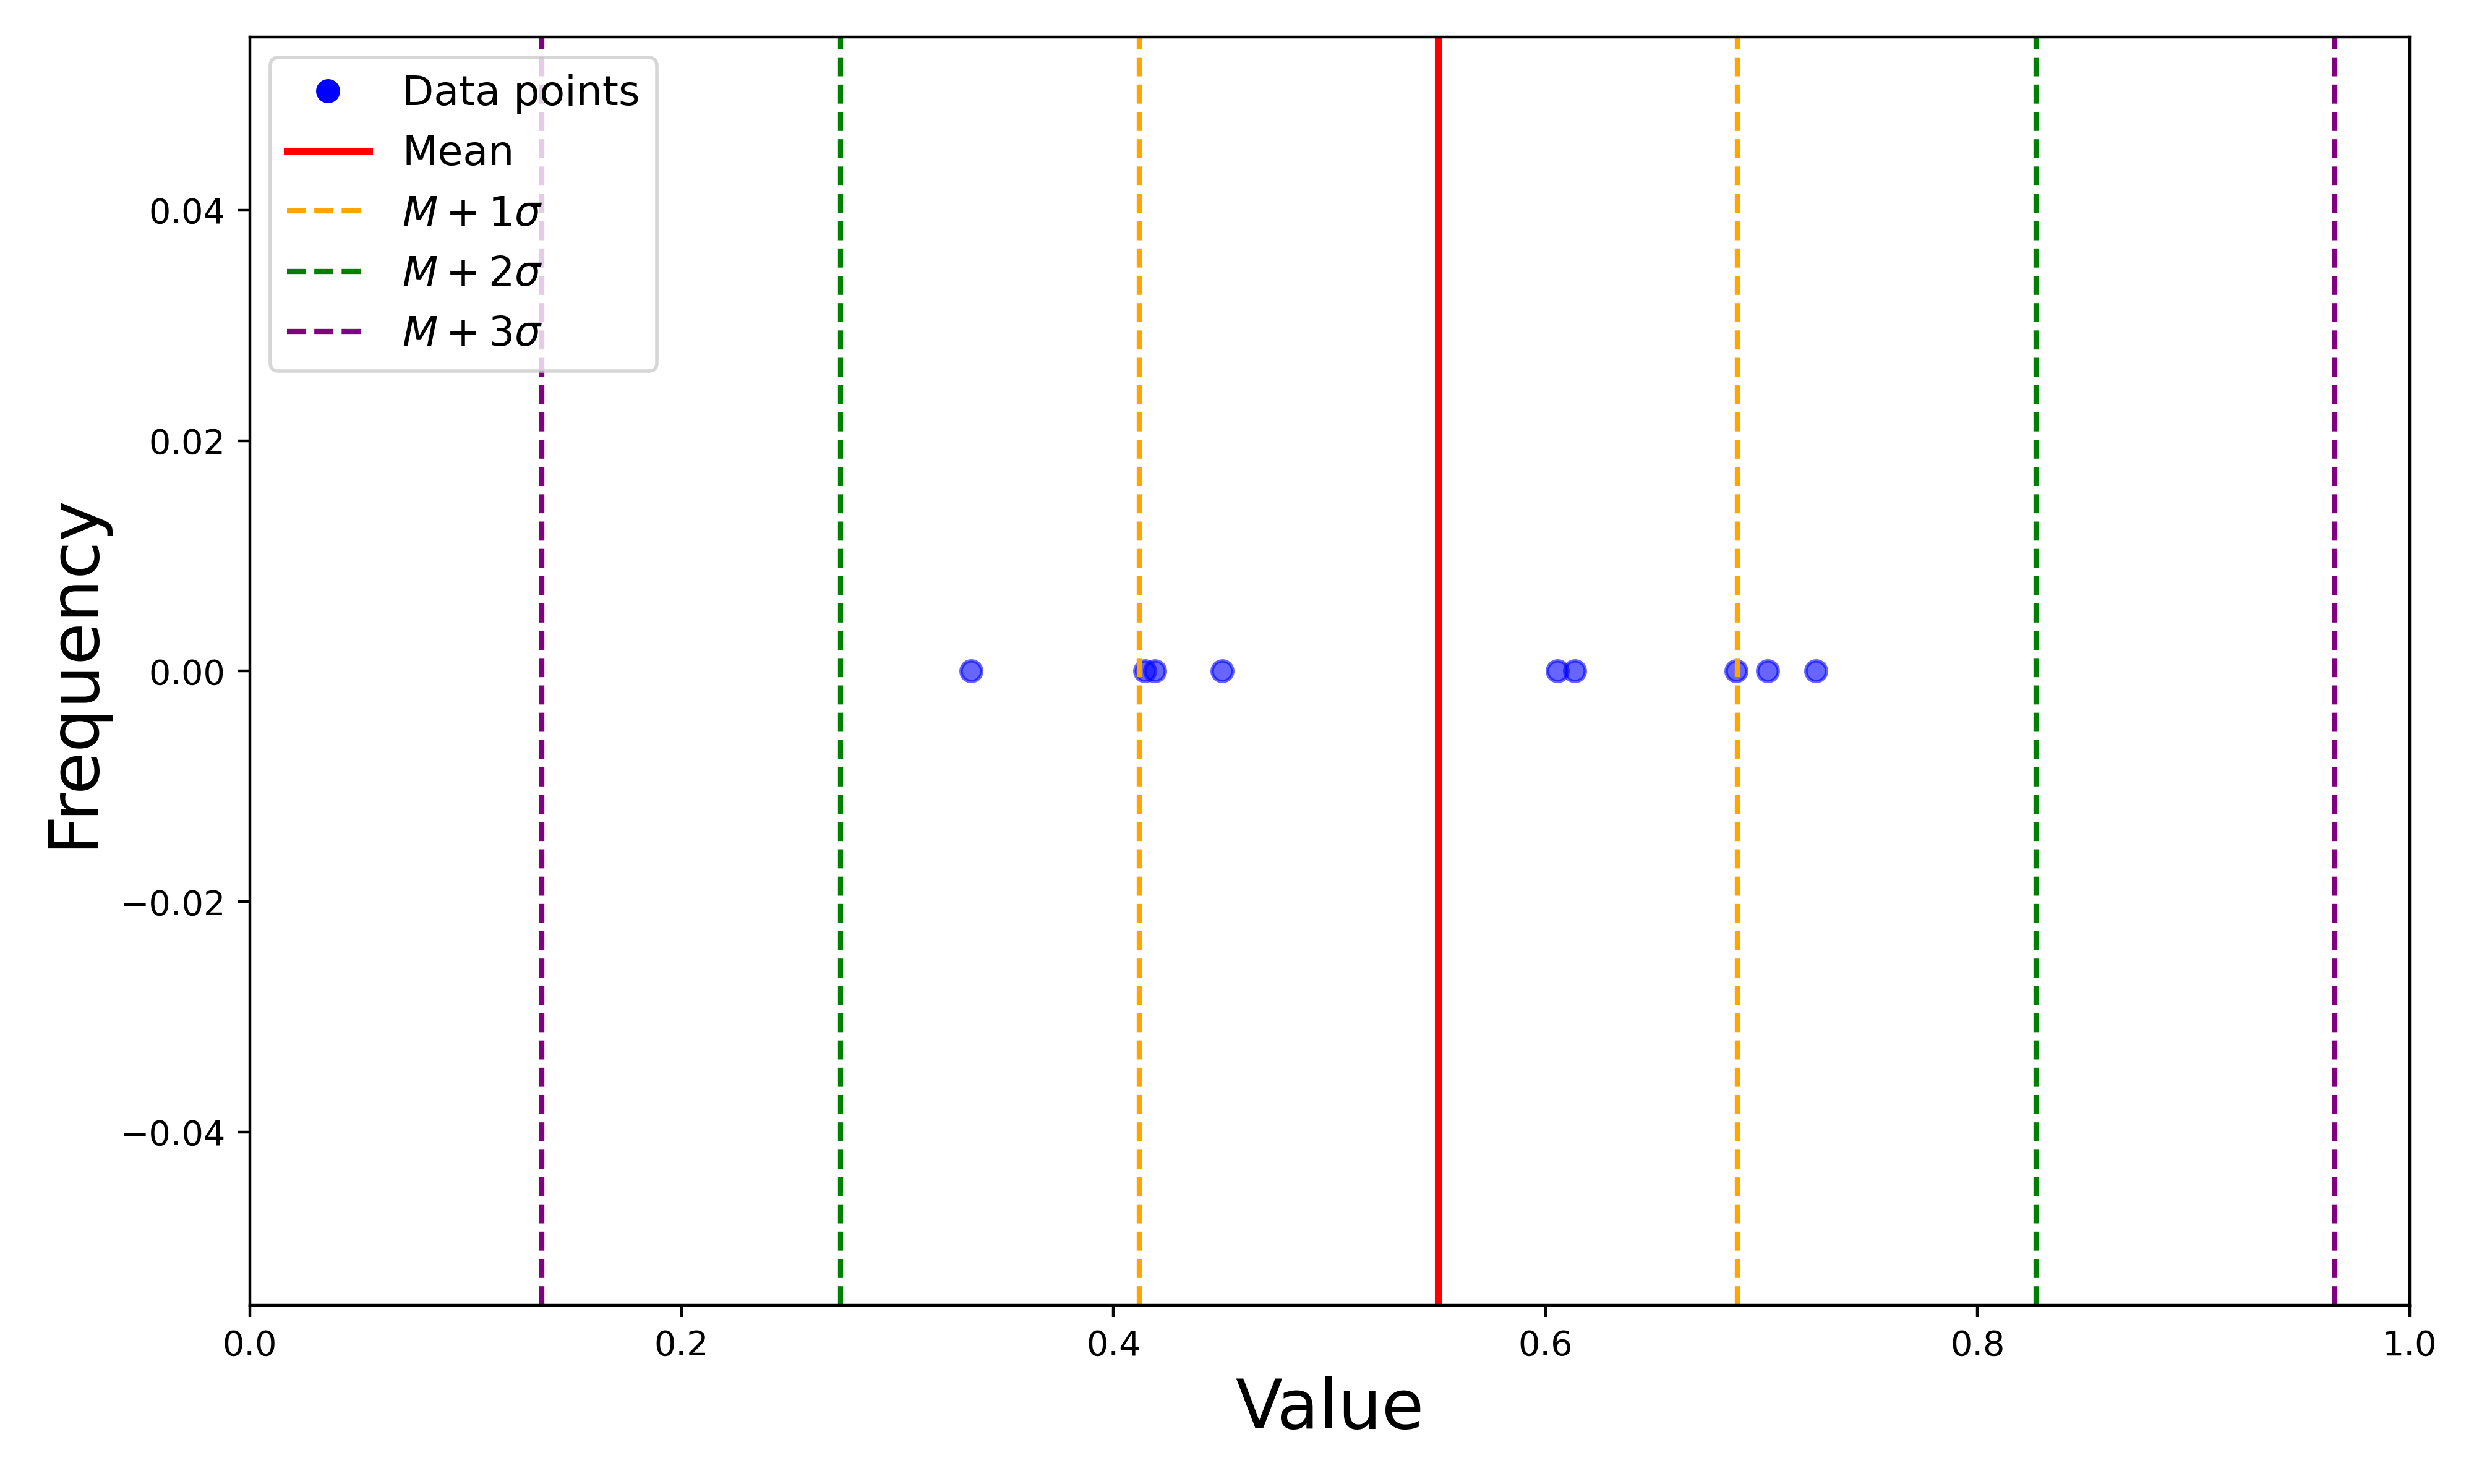 Data points
Mean
M + 1σ
M + 2σ
M + 3σ
0.04
0.02
0.00
−0.02
−0.04
Frequency
0.0 0.2 0.4 0.6 0.8 1.0
Value